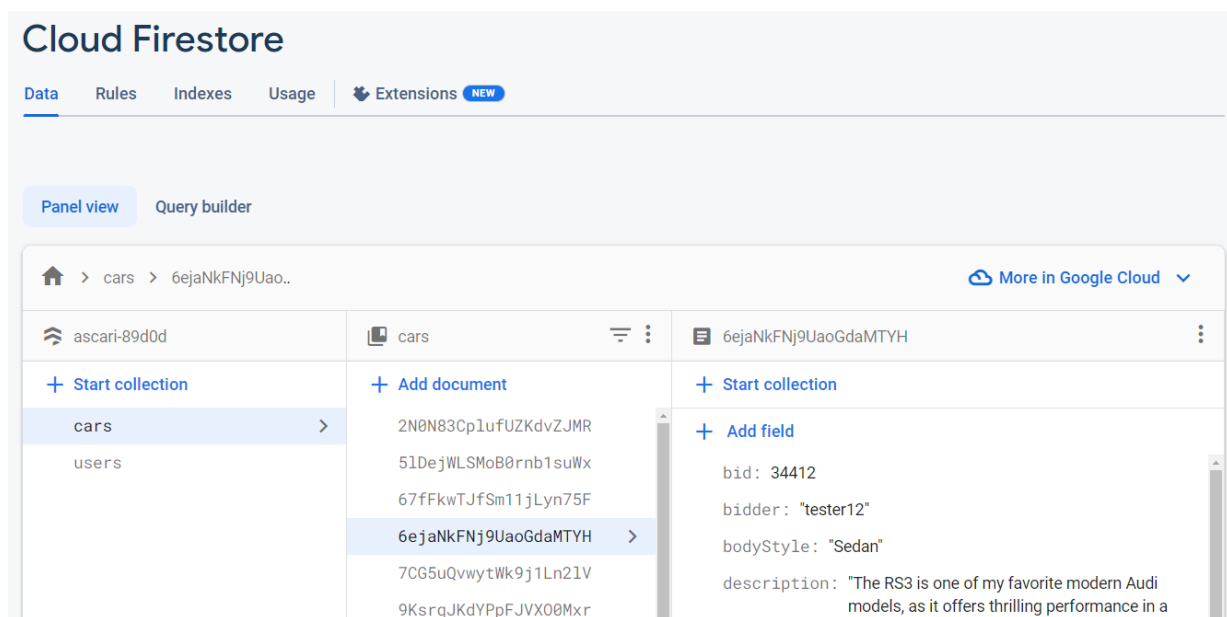 Cloud Firestore
Data Rules Indexes Usage Extensions NEW
Panel view Query builder
cars 6ejaNkFNj9Uao.. More in Google Cloud
ascari-89d0d
cars
6ejaNkFNj9UaoGdaMTYH
+ Start collection
+ Add document
+ Start collection
cars
users
2N0N83CplufUZKdvZJMR
5lDejWLSMoB0rnb1suWx
67fFkwTJfSm11jLyn75F
6ejaNkFNj9UaoGdaMTYH
7CG5uQvwytWk9j1Ln2lV
9KsrqJKdYPpFJVXO0Mxr
+ Add field
bid: 34412
bidder: "tester12"
bodyStyle: "Sedan"
description: "The RS3 is one of my favorite modern Audi
models, as it offers thrilling performance in a